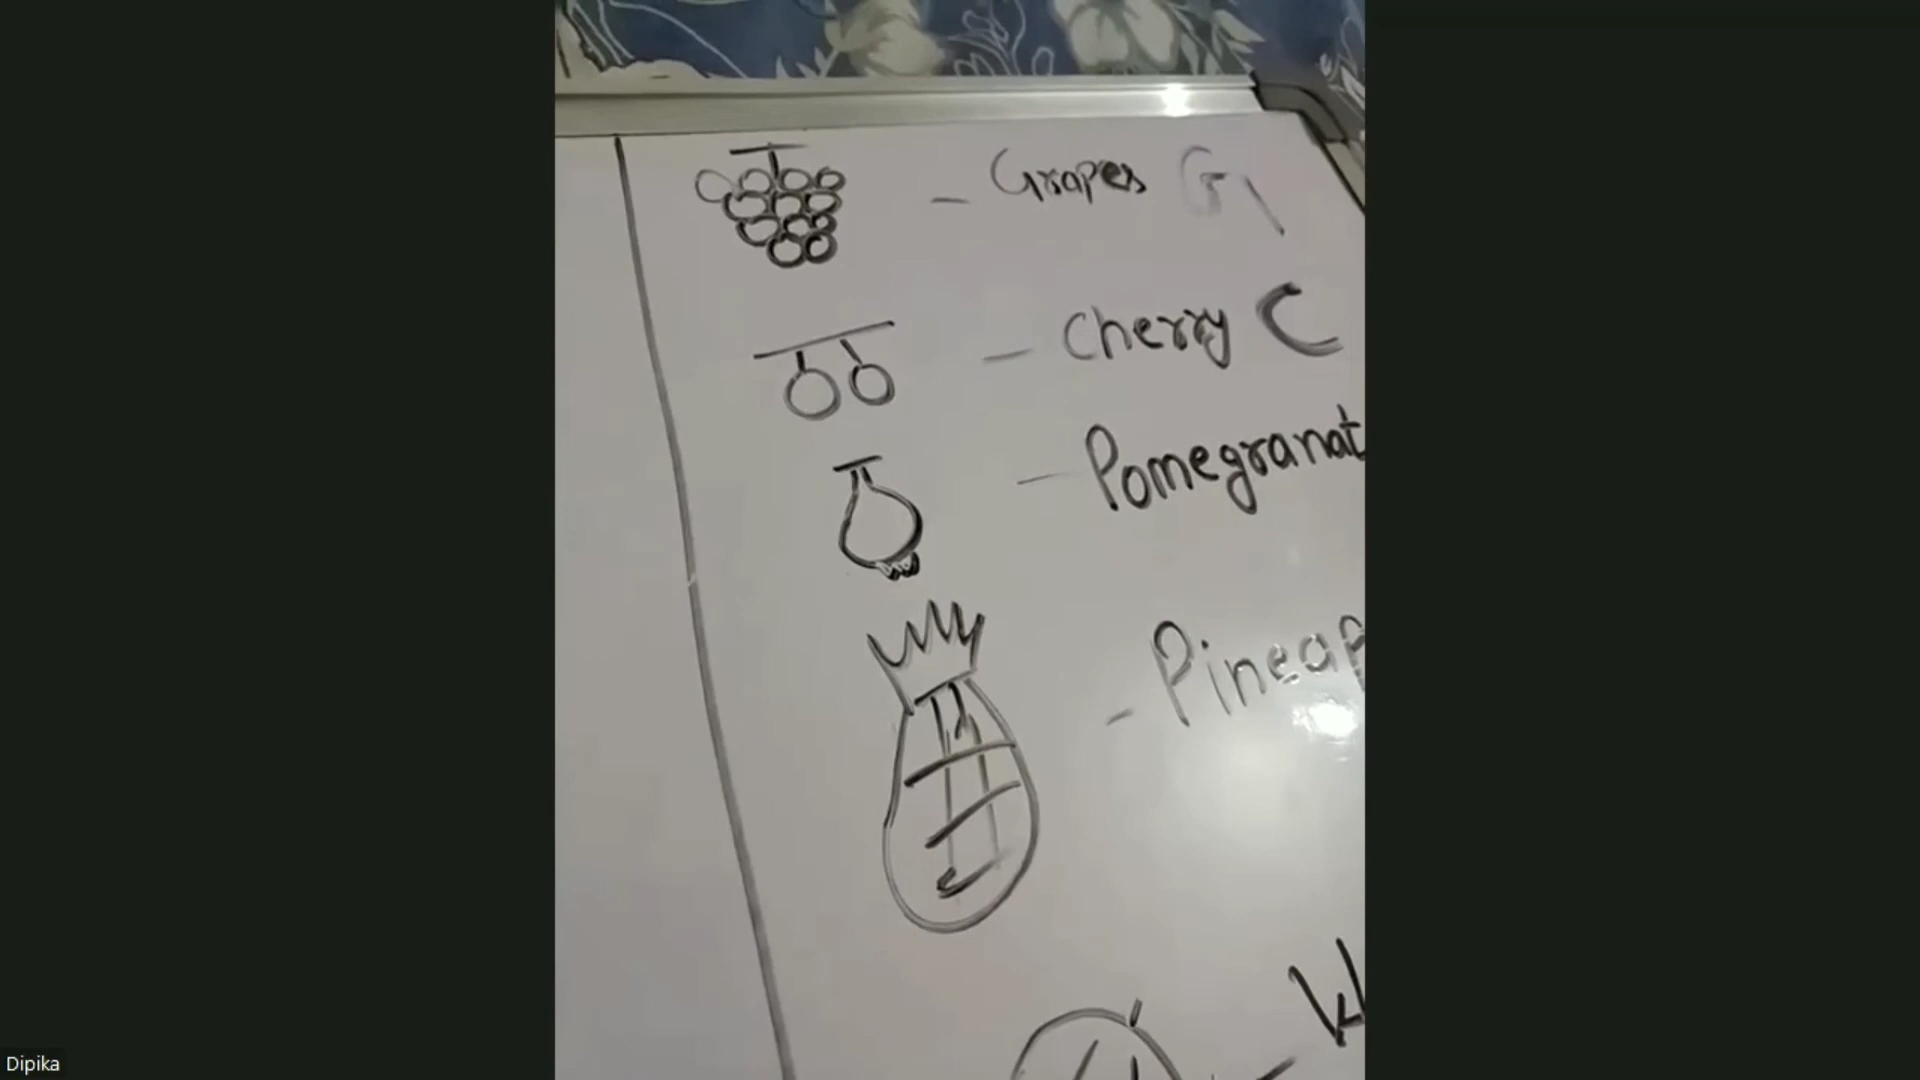 - Grapes G
- Cherry C
- Pomegranat
- Pineap
- W
Dipika